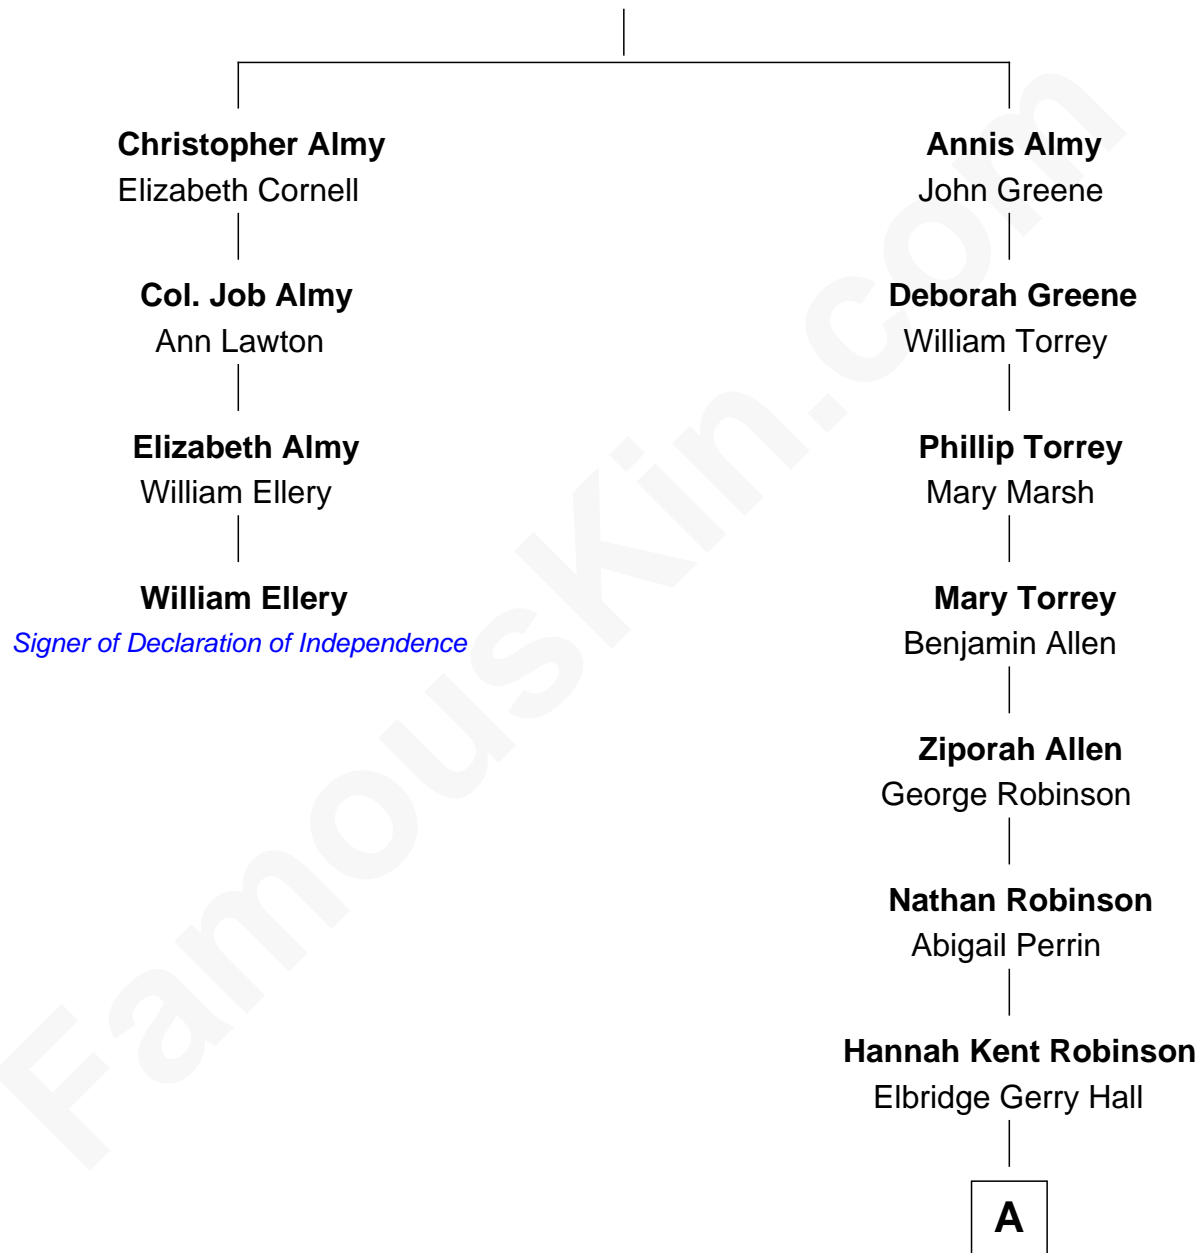 Christopher Almy
Elizabeth Cornell
Col. Job Almy
Ann Lawton
Elizabeth Almy
William Ellery
William Ellery
Signer of Declaration of Independence
Annis Almy
John Greene
Deborah Greene
William Torrey
Phillip Torrey
Mary Marsh
Mary Torrey
Benjamin Allen
Ziporah Allen
George Robinson
Nathan Robinson
Abigail Perrin
Hannah Kent Robinson
Elbridge Gerry Hall
A
FamousKin.com